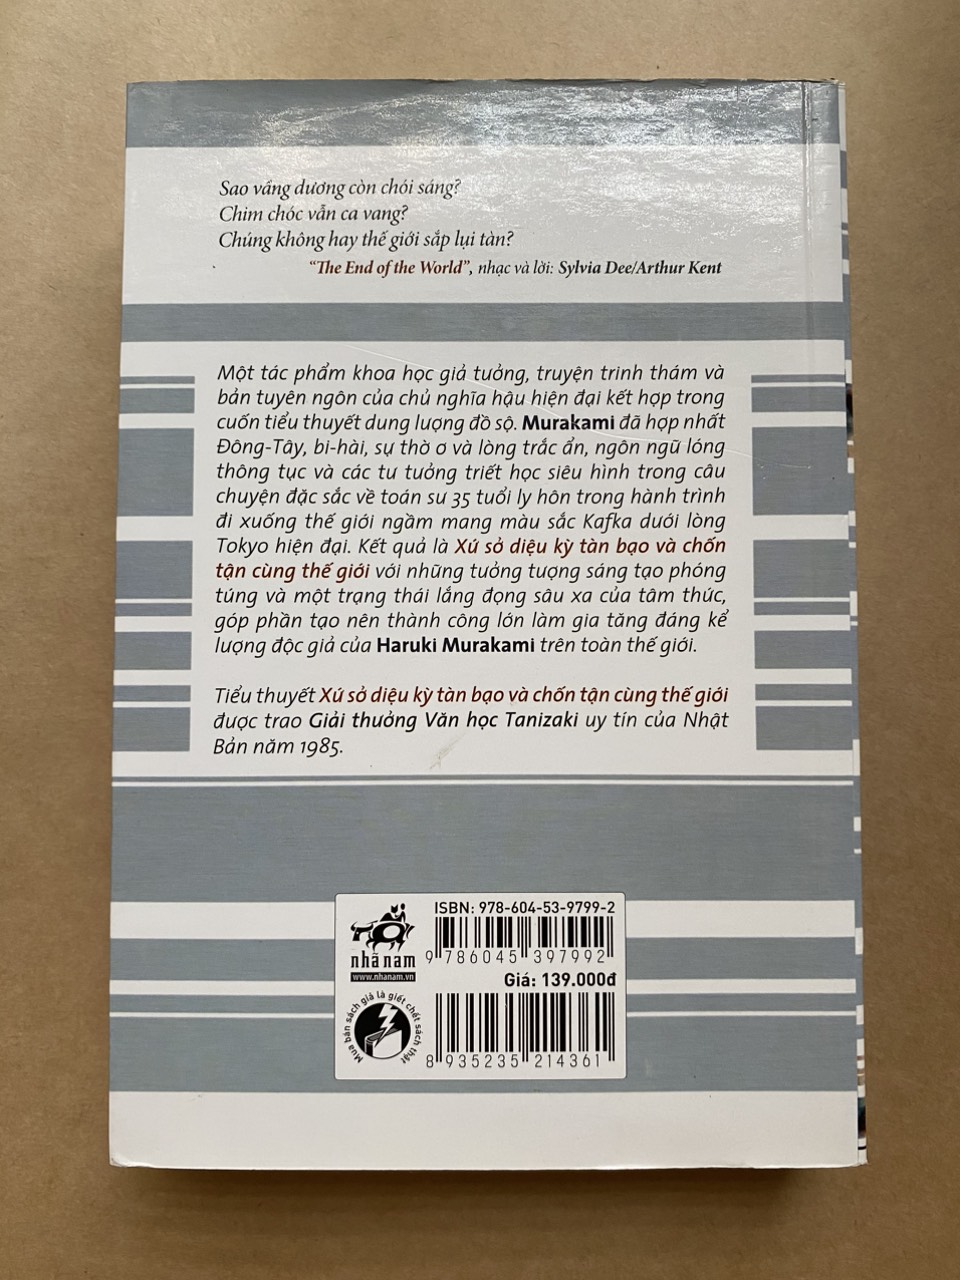 Sao vầng dương còn chói sáng?
Chim chóc vẫn ca vang?
Chúng không hay thế giới sắp lụi tàn?
“The End of the World”, nhạc và lời: Sylvia Dee/Arthur Kent
Một tác phẩm khoa học giả tưởng, truyện trinh thám và
bản tuyên ngôn của chủ nghĩa hậu hiện đại kết hợp trong
cuốn tiểu thuyết dung lượng đồ sộ. Murakami đã hợp nhất
Đông-Tây, bi-hài, sự thờ ơ và lòng trắc ẩn, ngôn ngữ lóng
thông tục và các tư tưởng triết học siêu hình trong câu
chuyện đặc sắc về toán sư 35 tuổi ly hôn trong hành trình
đi xuống thế giới ngầm mang màu sắc Kafka dưới lòng
Tokyo hiện đại. Kết quả là Xứ sở diệu kỳ tàn bạo và chốn
tận cùng thế giới với những tưởng tượng sáng tạo phóng
túng và một trạng thái lắng đọng sâu xa của tâm thức,
góp phần tạo nên thành công lớn làm gia tăng đáng kể
lượng độc giả của Haruki Murakami trên toàn thế giới.
Tiểu thuyết Xứ sở diệu kỳ tàn bạo và chốn tận cùng thế giới
được trao Giải thưởng Văn học Tanizaki uy tín của Nhật
Bản năm 1985.
ISBN: 978-604-53-9799-2
nhã nam
www.nhanam.vn
9 786045 397992
Giá: 139.000đ
Mua bán sách giả là giết chết sách thật
8 935235 214361